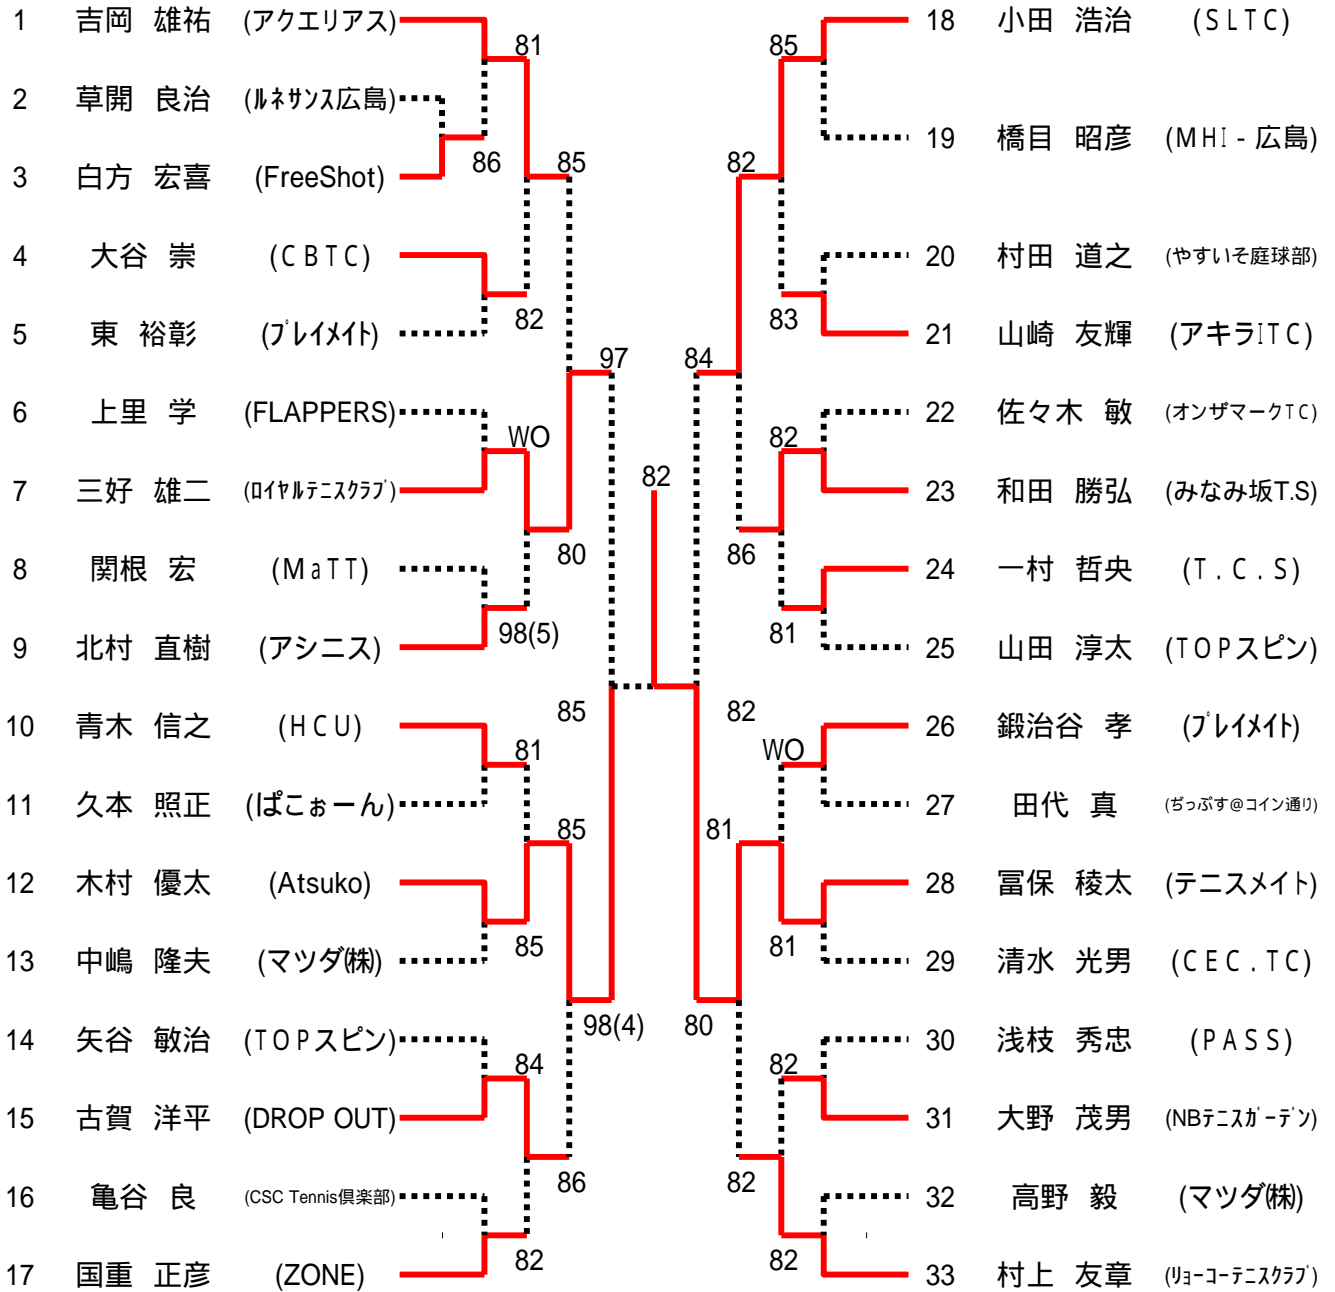 1 吉岡 雄祐 (アクエリアス)
81
2 草開 良治 (ルネサンス広島)
86
3 白方 宏喜 (FreeShot)
85
4 大谷 崇 (CBTC)
82
5 東 裕彰 (プレイメイト)
97
6 上里 学 (FLAPPERS)
WO
7 三好 雄二 (ロイヤルテニスクラブ)
80
8 関根 宏 (MaTT)
98(5)
9 北村 直樹 (アシニス)
85
10 青木 信之 (HCU)
81
11 久本 照正 (ぱこぉーん)
85
12 木村 優太 (Atsuko)
85
13 中嶋 隆夫 (マツダ㈱)
98(4)
14 矢谷 敏治 (TOPスピン)
84
15 古賀 洋平 (DROP OUT)
86
16 亀谷 良 (CSC Tennis倶楽部)
82
17 国重 正彦 (ZONE)
82
18 小田 浩治 (SLTC)
85
19 橋目 昭彦 (MHI-広島)
82
20 村田 道之 (やすいそ庭球部)
83
21 山崎 友輝 (アキラITC)
84
22 佐々木 敏 (オンザマークTC)
82
23 和田 勝弘 (みなみ坂T.S)
86
24 一村 哲央 (T.C.S)
81
25 山田 淳太 (TOPスピン)
82
26 鍛治谷 孝 (プレイメイト)
WO
27 田代 真 (ぢっぷす@コイン通り)
81
28 冨保 稜太 (テニスメイト)
81
29 清水 光男 (CEC.TC)
80
30 浅枝 秀忠 (PASS)
82
31 大野 茂男 (NBテニスガーデン)
82
32 高野 毅 (マツダ㈱)
82
33 村上 友章 (リョーコーテニスクラブ)